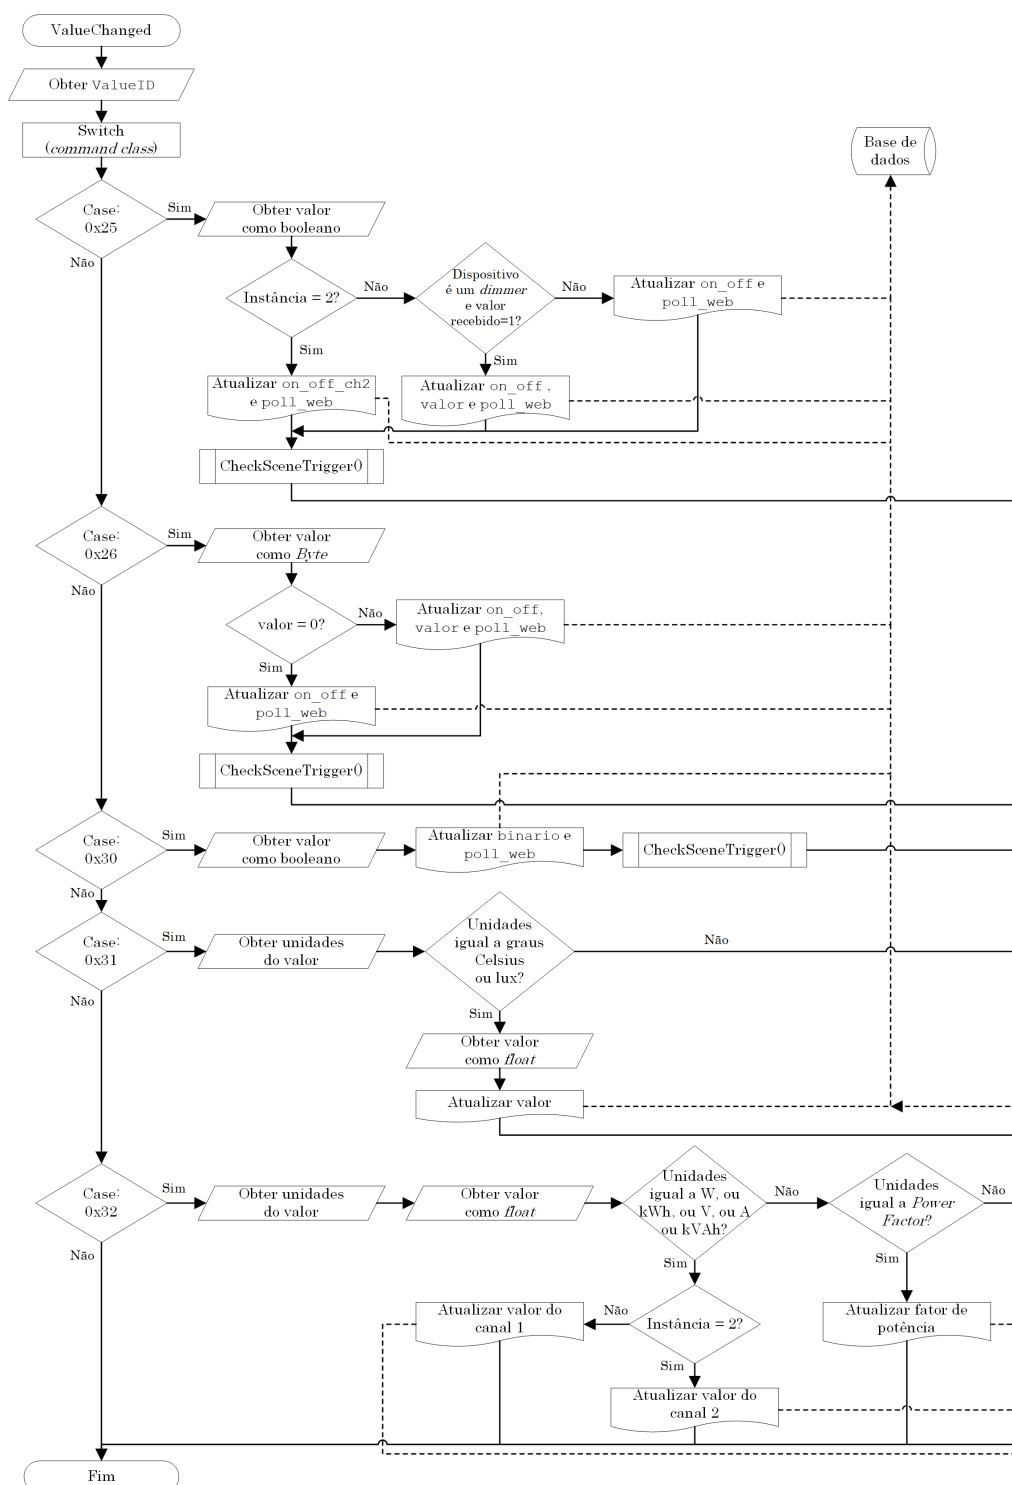 ValueChanged
Obter ValueID
Switch
(command class)
Base de
dados
Case:
0x25
Sim
Não
Obter valor
como booleano
Instância = 2?
Não
Sim
Dispositivo
é um dimmer
e valor
recebido=1?
Não
Sim
Atualizar on_off e
poll_web
Atualizar on_off_ch2
e poll_web
Atualizar on_off ,
valor e poll_web
CheckSceneTrigger()
Case:
0x26
Sim
Não
Obter valor
como Byte
valor = 0?
Não
Sim
Atualizar on_off,
valor e poll_web
Atualizar on_off e
poll_web
CheckSceneTrigger()
Case:
0x30
Sim
Não
Obter valor
como booleano
Atualizar binario e
poll_web
CheckSceneTrigger()
Case:
0x31
Sim
Não
Obter unidades
do valor
Unidades
igual a graus
Celsius
ou lux?
Não
Sim
Obter valor
como float
Atualizar valor
Case:
0x32
Sim
Não
Obter unidades
do valor
Obter valor
como float
Unidades
igual a W, ou
kWh, ou V, ou A
ou kVAh?
Não
Sim
Unidades
igual a Power
Factor?
Não
Sim
Atualizar valor do
canal 1
Não
Instância = 2?
Sim
Atualizar fator de
potência
Atualizar valor do
canal 2
Fim